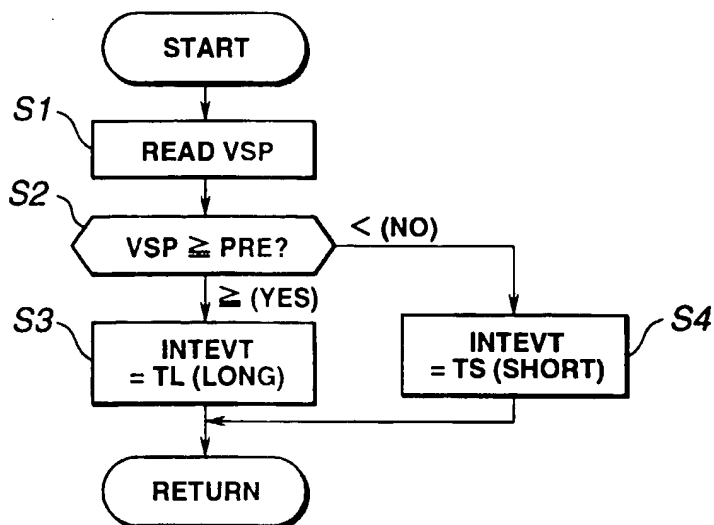 START
S1
READ VSP
S2
VSP ≧ PRE?
< (NO)
≧ (YES)
S3
INTEVT
= TL (LONG)
INTEVT
= TS (SHORT)
S4
RETURN